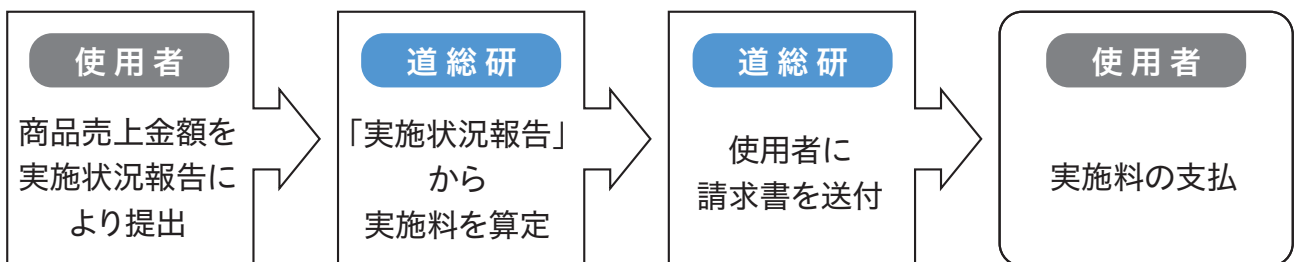 使用者
商品売上金額を
実施状況報告に
より提出
道総研
「実施状況報告」
から
実施料を算定
道総研
使用者に
請求書を送付
使用者
実施料の支払